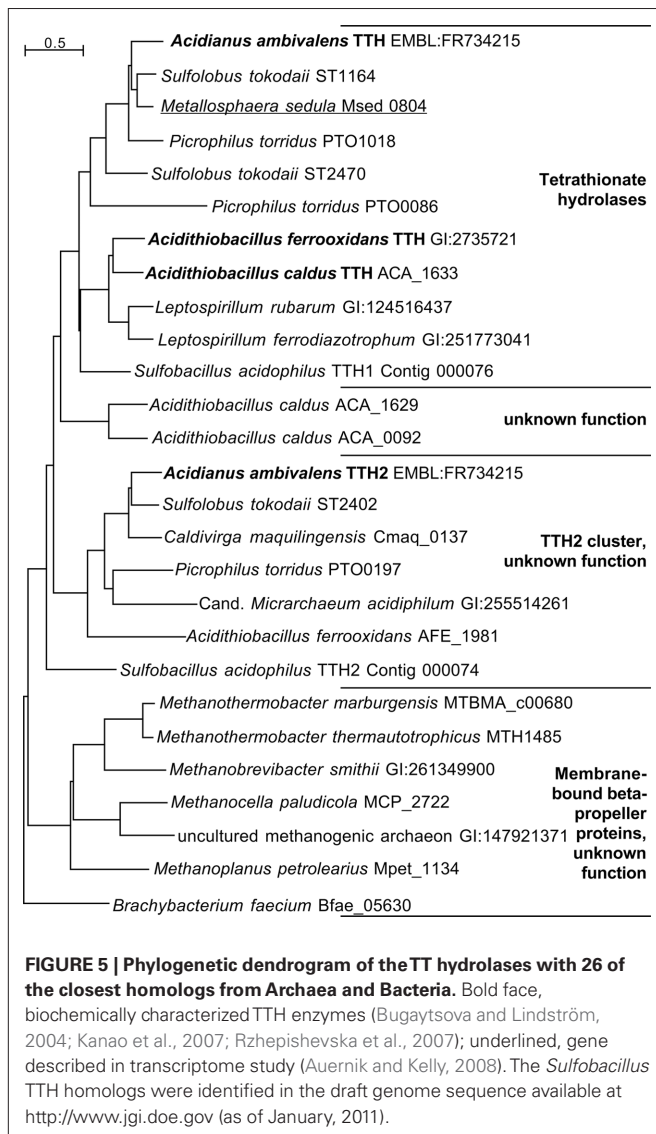 0.5
Acidianus ambivalens TTH EMBL:FR734215
Sulfolobus tokodaii ST1164
Metallosphaera sedula Msed 0804
Picrophilus torridus PTO1018
Sulfolobus tokodaii ST2470
Picrophilus torridus PTO0086
Tetrathionate
hydrolases
Acidithiobacillus ferrooxidans TTH GI:2735721
Acidithiobacillus caldus TTH ACA_1633
Leptospirillum rubarum GI:124516437
Leptospirillum ferrodiazotrophum GI:251773041
Sulfobacillus acidophilus TTH1 Contig 000076
Acidithiobacillus caldus ACA_1629
Acidithiobacillus caldus ACA_0092
unknown function
Acidianus ambivalens TTH2 EMBL:FR734215
Sulfolobus tokodaii ST2402
Caldivirga maquilingensis Cmaq_0137
Picrophilus torridus PTO0197
Cand. Micrarchaeum acidiphilum GI:255514261
Acidithiobacillus ferrooxidans AFE_1981
Sulfobacillus acidophilus TTH2 Contig 000074
TTH2 cluster,
unknown function
Methanothermobacter marburgensis MTBMA_c00680
Methanothermobacter thermautotrophicus MTH1485
Methanobrevibacter smithii GI:261349900
Methanocella paludicola MCP_2722
uncultured methanogenic archaeon GI:147921371
Methanoplanus petrolearius Mpet_1134
Brachybacterium faecium Bfae_05630
Membrane-
bound beta-
propeller
proteins,
unknown
function
FIGURE 5 | Phylogenetic dendrogram of the TT hydrolases with 26 of
the closest homologs from Archaea and Bacteria. Bold face,
biochemically characterized TTH enzymes (Bugaytsova and Lindström,
2004; Kanao et al., 2007; Rzhepishevska et al., 2007); underlined, gene
described in transcriptome study (Auernik and Kelly, 2008). The Sulfobacillus
TTH homologs were identified in the draft genome sequence available at
http://www.jgi.doe.gov (as of January, 2011).